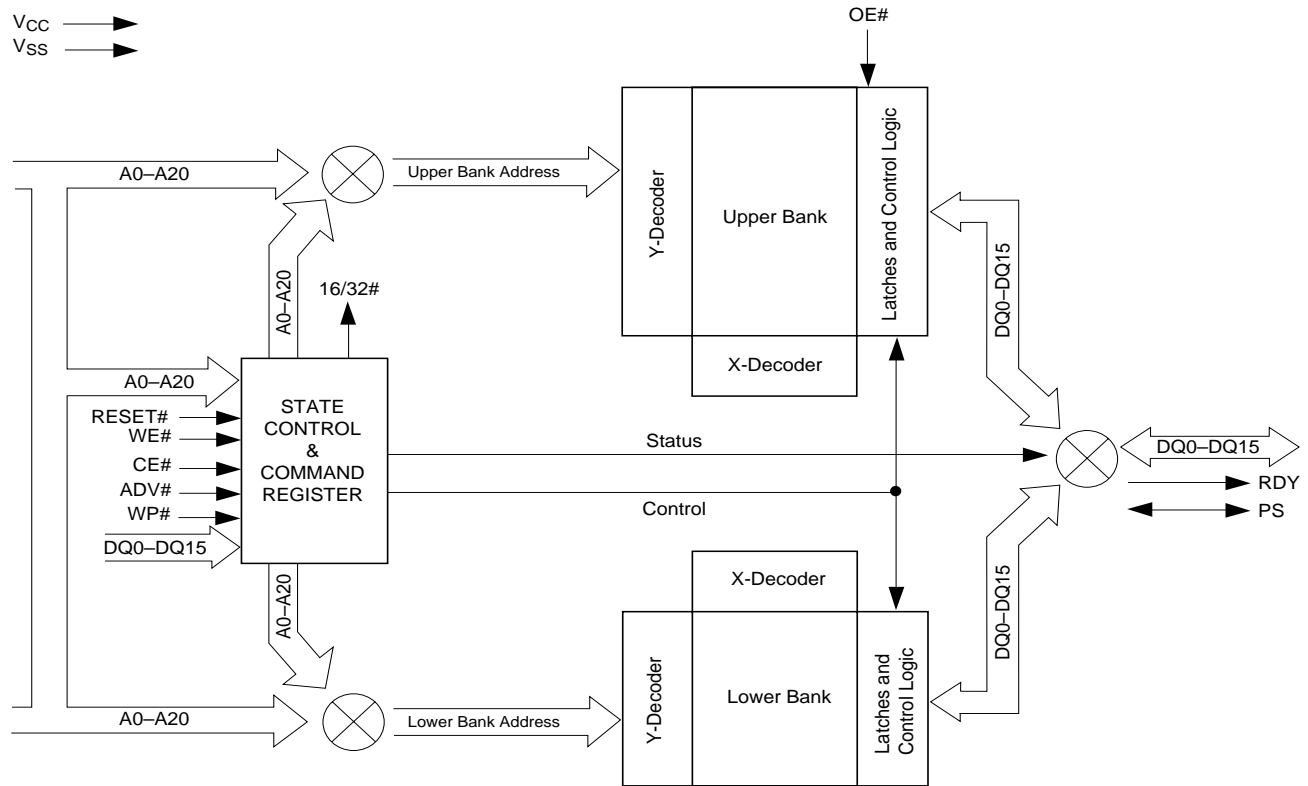 VCC
VSS
OE#
A0–A20
Upper Bank Address
Y-Decoder
Upper Bank
Latches and Control Logic
X-Decoder
DQ0–DQ15
A0–A20
16/32#
A0–A20
RESET#
WE#
CE#
ADV#
WP#
DQ0–DQ15
STATE
CONTROL
&
COMMAND
REGISTER
Status
Control
DQ0–DQ15
RDY
PS
A0–A20
X-Decoder
Y-Decoder
Lower Bank
Latches and
Control Logic
DQ0–DQ15
A0–A20
Lower Bank Address